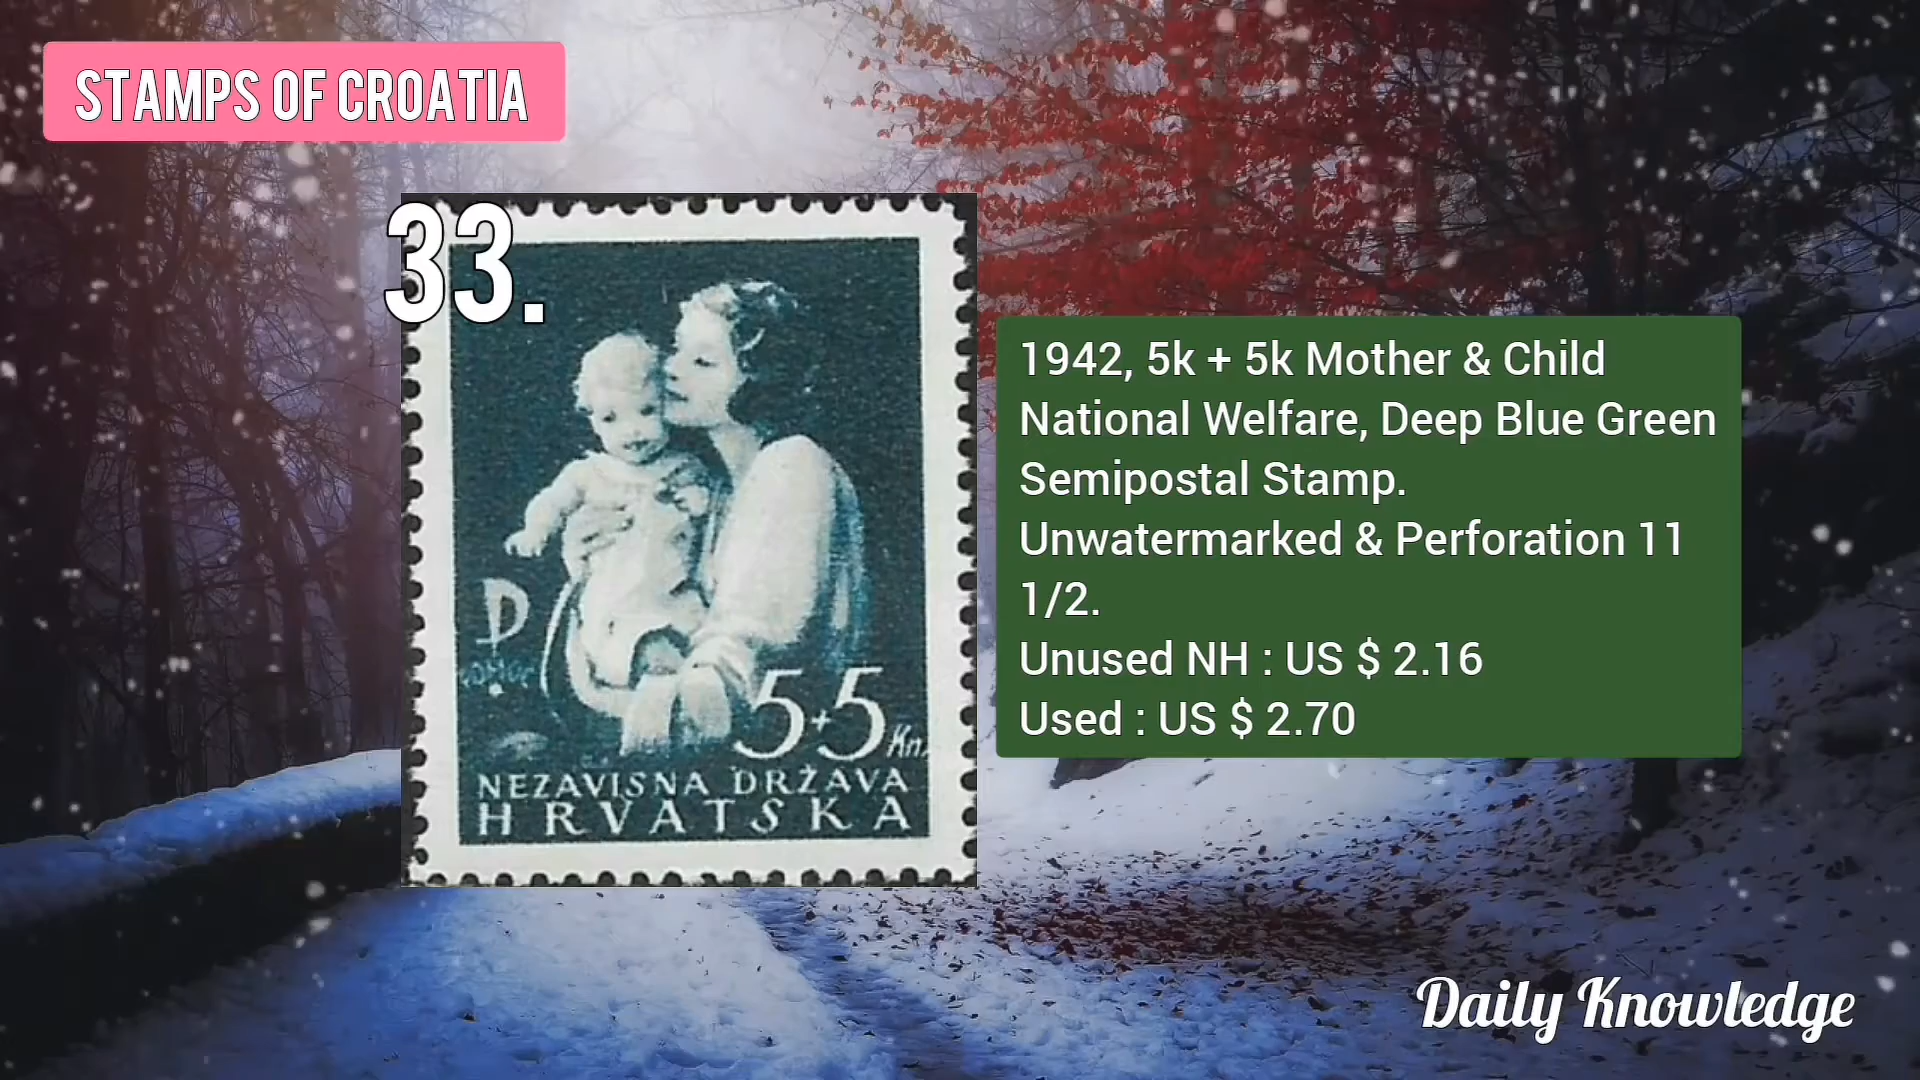 STAMPS OF CROATIA
33.
D
5+5 Kn.
NEZAVISNA DRŽAVA
HRVATSKA
1942, 5k + 5k Mother & Child
National Welfare, Deep Blue Green
Semipostal Stamp.
Unwatermarked & Perforation 11
1/2.
Unused NH : US $ 2.16
Used : US $ 2.70
Daily Knowledge